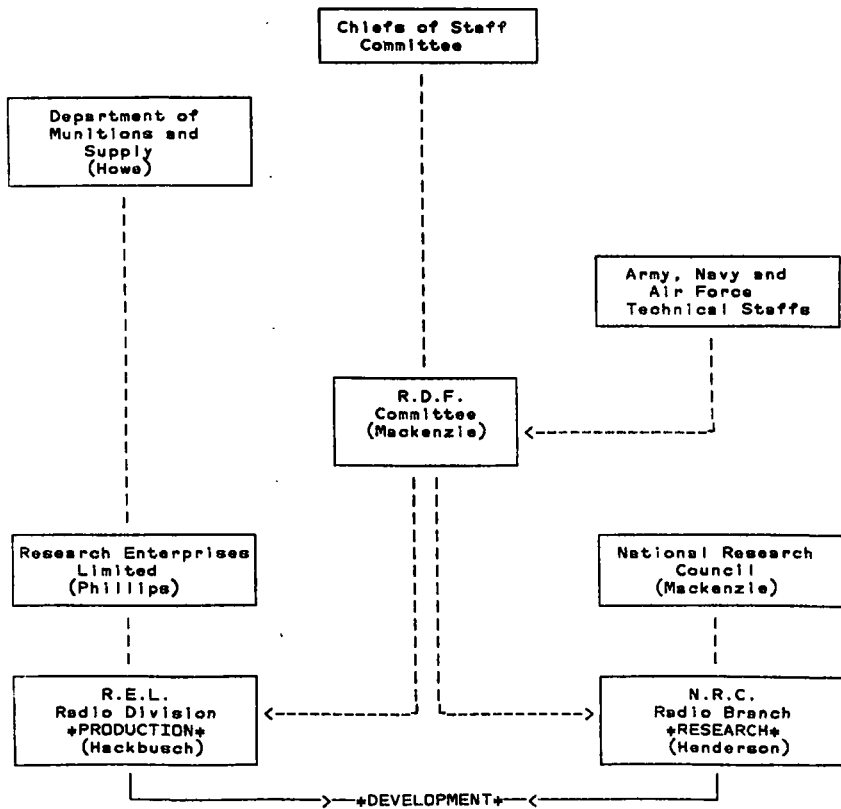 Chiefs of Staff
Committee
Department of
Munitions and
Supply
(Howe)
Army, Navy and
Air Force
Technical Staffs
R.D.F.
Committee
(Mackenzie)
Research Enterprises
Limited
(Phillips)
National Research
Council
(Mackenzie)
R.E.L.
Radio Division
*PRODUCTION*
(Hackbusch)
N.R.C.
Radio Branch
*RESEARCH*
(Henderson)
*DEVELOPMENT*